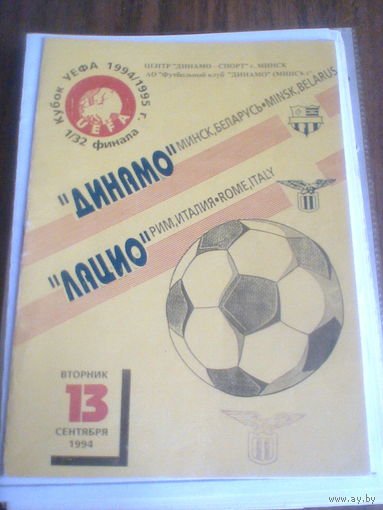 ЦЕНТР "ДИНАМО - СПОРТ" г. МИНСК
АО "Футбольный клуб "ДИНАМО" (МИНСК г.
Кубок УЕФА 1994/1995 г.
UEFA
1/32 финала
"ДИНАМО"
МИНСК, БЕЛАРУСЬ•MINSK, BELARUS
"ЛАЦИО"
РИМ, ИТАЛИЯ•ROME, ITALY
ВТОРНИК
13
СЕНТЯБРЯ
1994
© www.ay.by